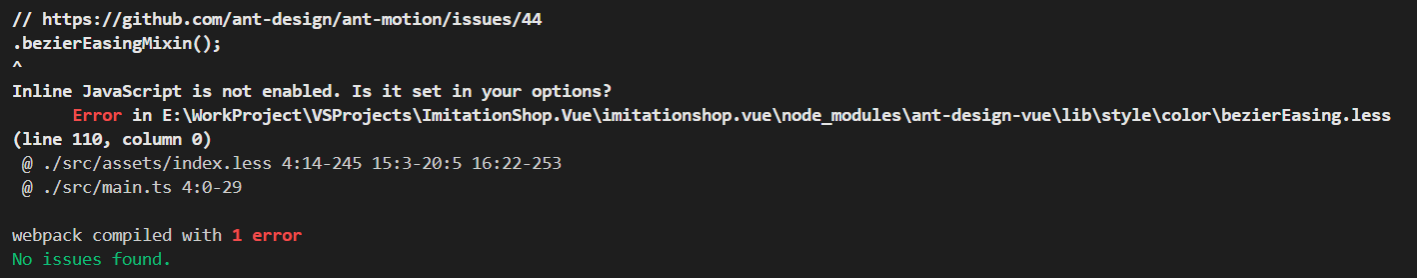 // https://github.com/ant-design/ant-motion/issues/44
.bezierEasingMixin();
^
Inline JavaScript is not enabled. Is it set in your options?
Error in E:\WorkProject\VSProjects\ImitationShop.Vue\imitationshop.vue\node_modules\ant-design-vue\lib\style\color\bezierEasing.less
(line 110, column 0)
@ ./src/assets/index.less 4:14-245 15:3-20:5 16:22-253
@ ./src/main.ts 4:0-29
webpack compiled with 1 error
No issues found.